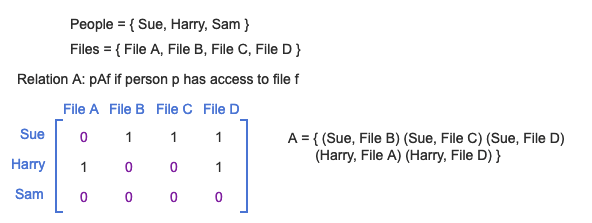 People = { Sue, Harry, Sam }
Files = { File A, File B, File C, File D }
Relation A: pAf if person p has access to file f
File A File B File C File D
Sue 0 1 1 1
Harry 1 0 0 1
Sam 0 0 0 0
A = { (Sue, File B) (Sue, File C) (Sue, File D)
(Harry, File A) (Harry, File D) }